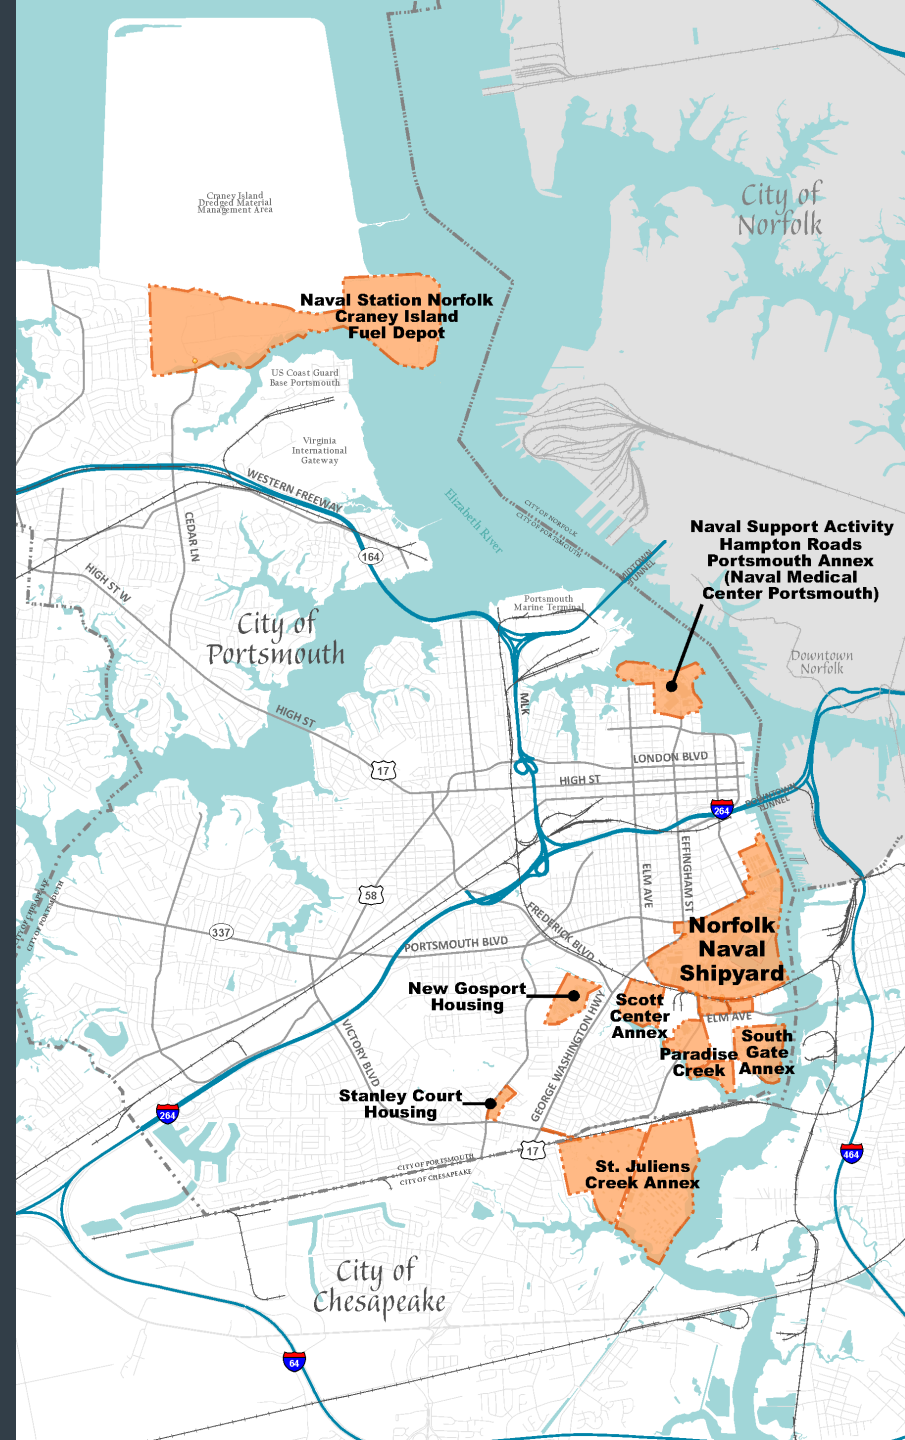 Craney Island
Dredged Material
Management Area
City of
Norfolk
Naval Station Norfolk
Craney Island
Fuel Depot
US Coast Guard
Base Portsmouth
Virginia
International
Gateway
WESTERN FREEWAY
Elizabeth River
CITY OF NORFOLK
CITY OF PORTSMOUTH
CEDAR LN
164
Naval Support Activity
Hampton Roads
Portsmouth Annex
(Naval Medical
Center Portsmouth)
MIDTOWN
TUNNEL
HIGH ST W
Portsmouth
Marine Terminal
City of
Portsmouth
Downtown
Norfolk
MLK
HIGH ST
17
LONDON BLVD
HIGH ST
264
DOWNTOWN
TUNNEL
EFFINGHAM ST
ELM AVE
58
CITY OF CHESAPEAKE
CITY OF PORTSMOUTH
337
FREDERICK BLVD
PORTSMOUTH BLVD
Norfolk
Naval
Shipyard
New Gosport
Housing
Scott
Center
Annex
ELM AVE
GEORGE WASHINGTON HWY
VICTORY BLVD
Paradise
Creek
South
Gate
Annex
Stanley Court
Housing
264
17
464
CITY OF PORTSMOUTH
CITY OF CHESAPEAKE
St. Juliens
Creek Annex
City of
Chesapeake
64